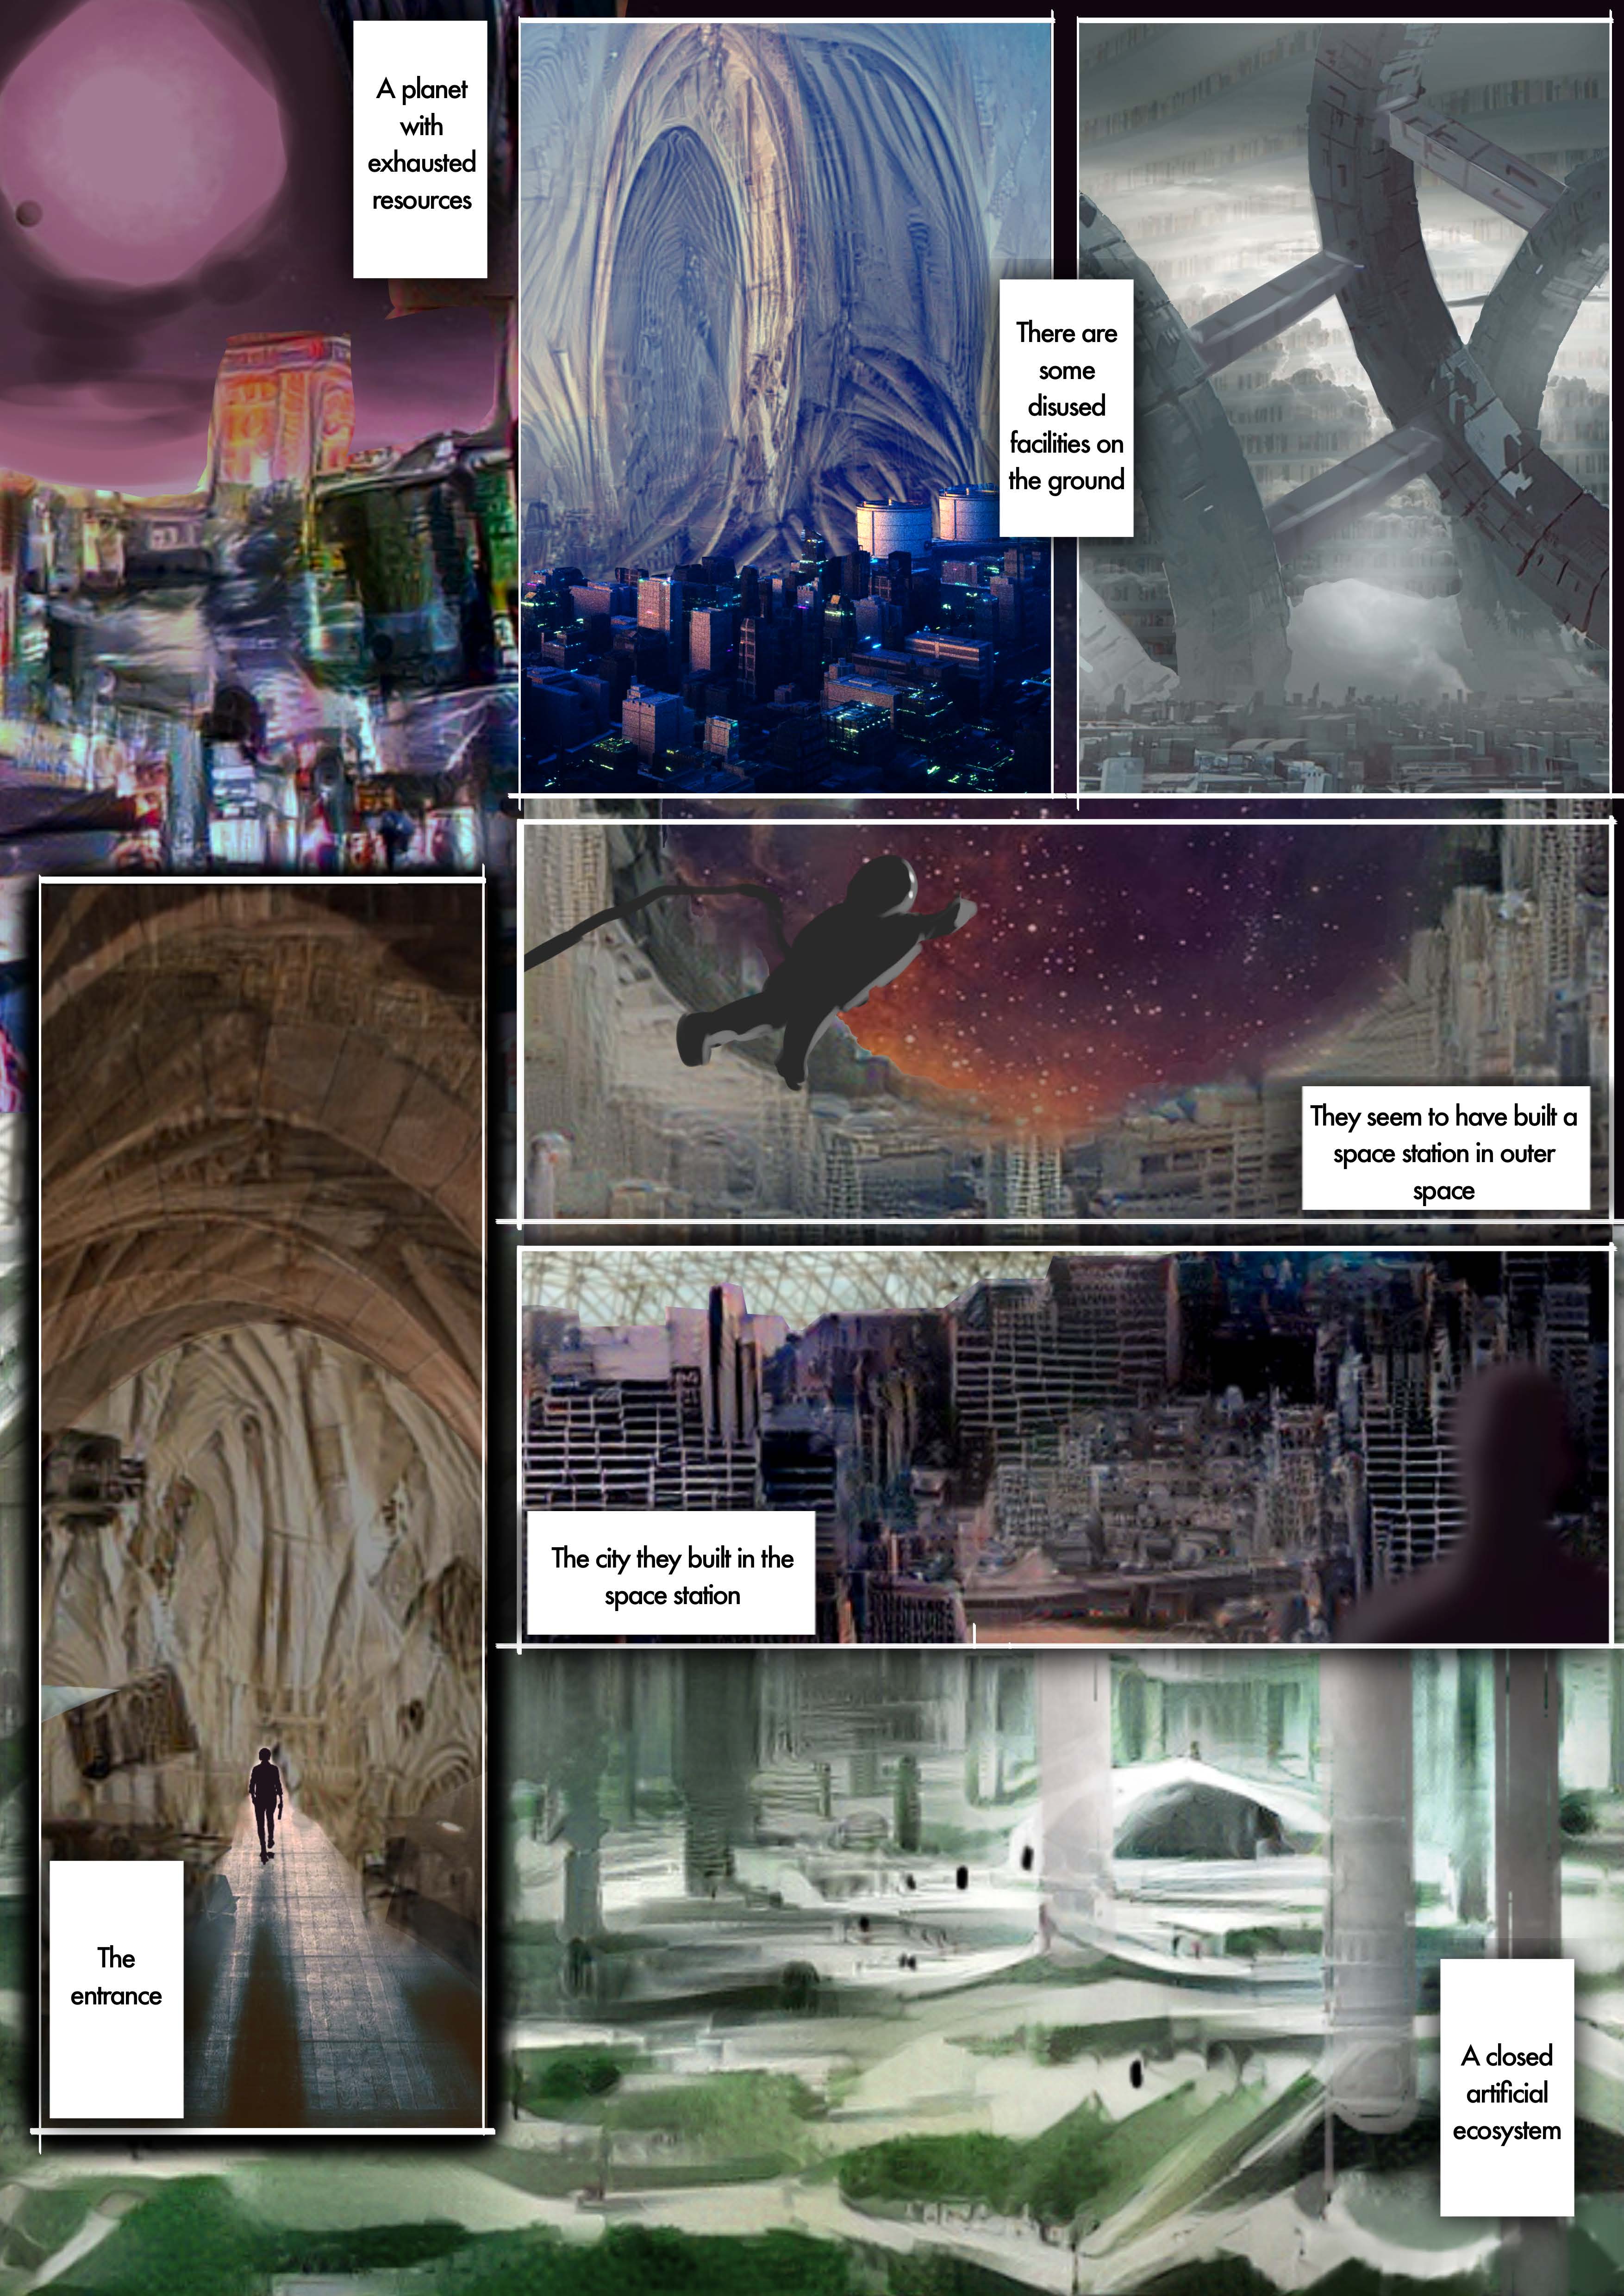 A planet
with
exhausted
resources
There are
some
disused
facilities on
the ground
They seem to have built a
space station in outer
space
The city they built in the
space station
The
entrance
A closed
artificial
ecosystem